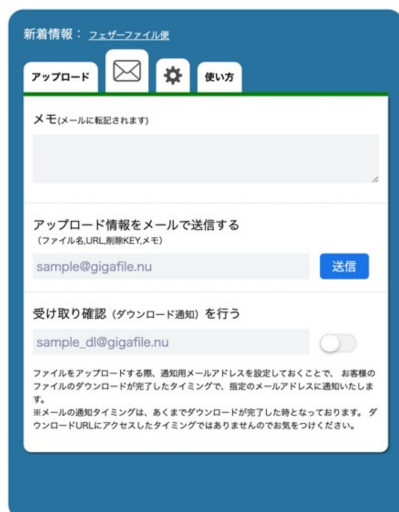 新着情報： フェザーファイル便
アップロード
使い方
メモ(メールに転記されます)
アップロード情報をメールで送信する
（ファイル名,URL,削除KEY,メモ）
sample@gigafile.nu
送信
受け取り確認（ダウンロード通知）を行う
sample_dl@gigafile.nu
ファイルをアップロードする際、通知用メールアドレスを設定しておくことで、 お客様の
ファイルのダウンロードが完了したタイミングで、指定のメールアドレスに通知いたしま
す。
※メールの通知タイミングは、あくまでダウンロードが完了した時となっております。 ダ
ウンロードURLにアクセスしたタイミングではありませんのでお気をつけください。